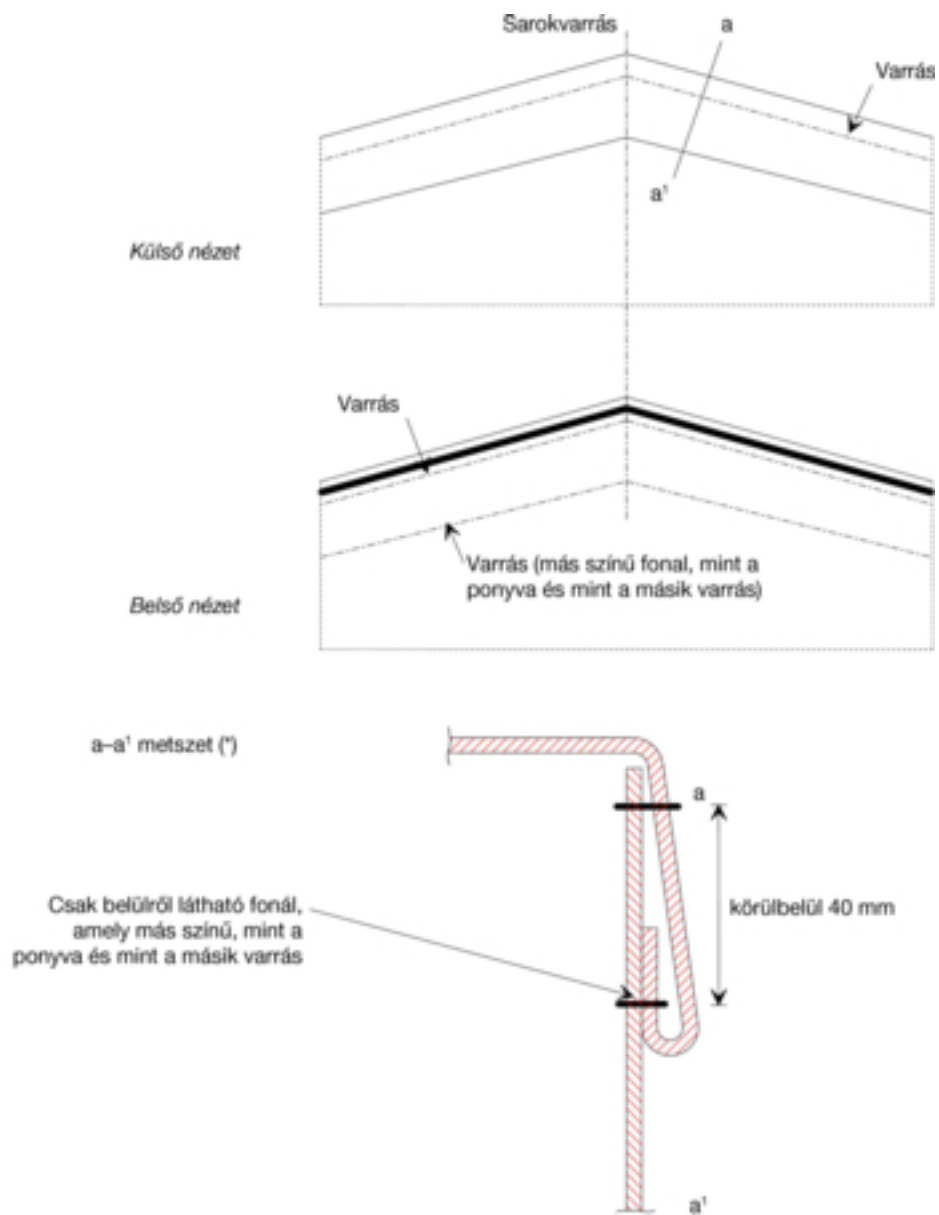 Sarokvarrás
a
Varrás
a¹
Külső nézet
Varrás
Varrás (más színű fonal, mint a
ponyva és mint a másik varrás)
Belső nézet
a–a¹ metszet (*)
a
körülbelül 40 mm
Csak belülről látható fonál,
amely más színű, mint a
ponyva és mint a másik varrás
a¹